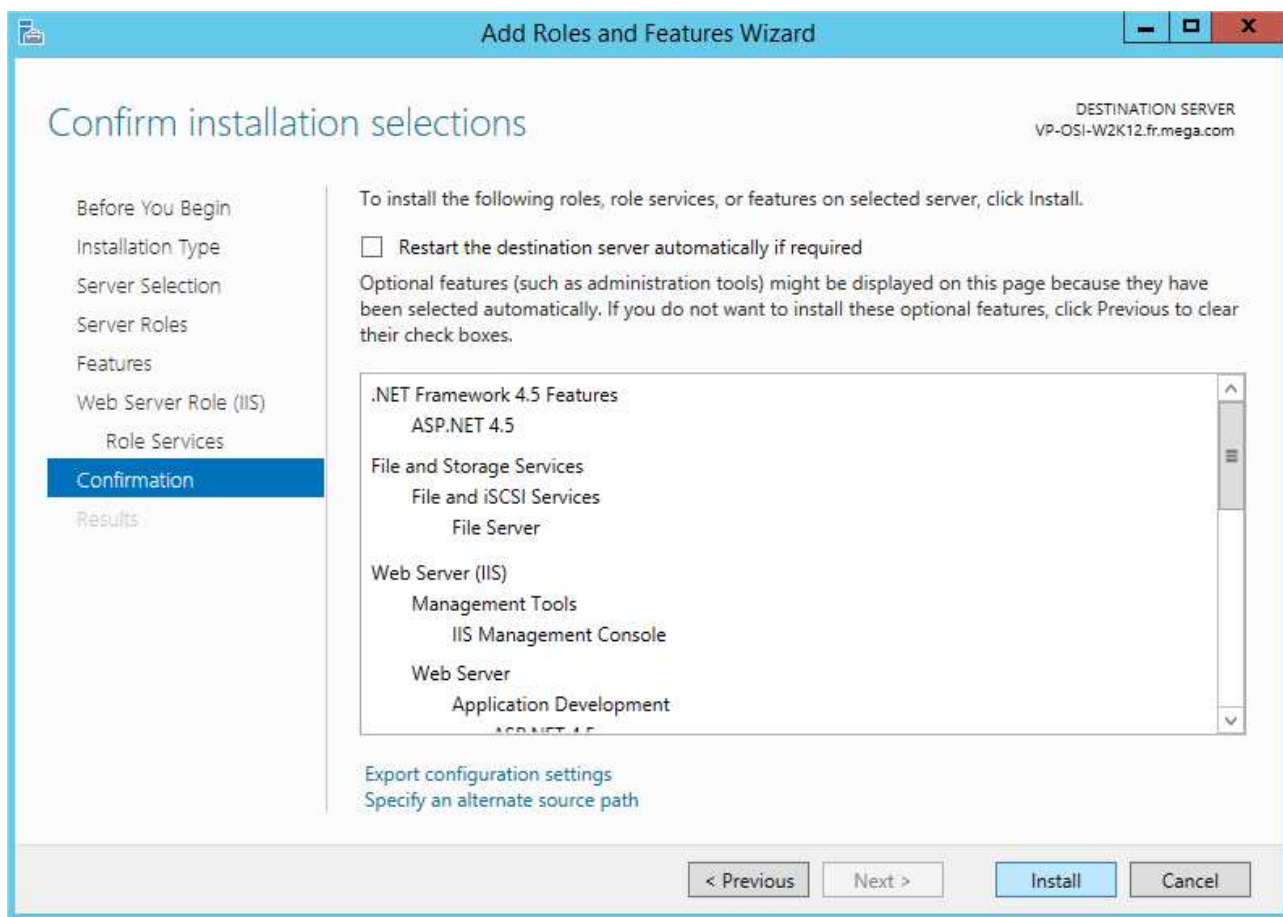 Add Roles and Features Wizard
Confirm installation selections
DESTINATION SERVER
VP-OSI-W2K12.fr.mega.com
Before You Begin
Installation Type
Server Selection
Server Roles
Features
Web Server Role (IIS)
Role Services
Confirmation
Results
To install the following roles, role services, or features on selected server, click Install.
Restart the destination server automatically if required
Optional features (such as administration tools) might be displayed on this page because they have
been selected automatically. If you do not want to install these optional features, click Previous to clear
their check boxes.
.NET Framework 4.5 Features
ASP.NET 4.5
File and Storage Services
File and iSCSI Services
File Server
Web Server (IIS)
Management Tools
IIS Management Console
Web Server
Application Development
ASP.NET 4.5
Export configuration settings
Specify an alternate source path
< Previous
Next >
Install
Cancel